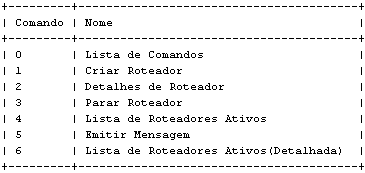 +---------+-----------------------------------------+
| Comando | Nome                                    |
+---------+-----------------------------------------+
| 0       | Lista de Comandos                       |
| 1       | Criar Roteador                          |
| 2       | Detalhes de Roteador                    |
| 3       | Parar Roteador                          |
| 4       | Lista de Roteadores Ativos              |
| 5       | Emitir Mensagem                         |
| 6       | Lista de Roteadores Ativos(Detalhada)   |
+---------+-----------------------------------------+